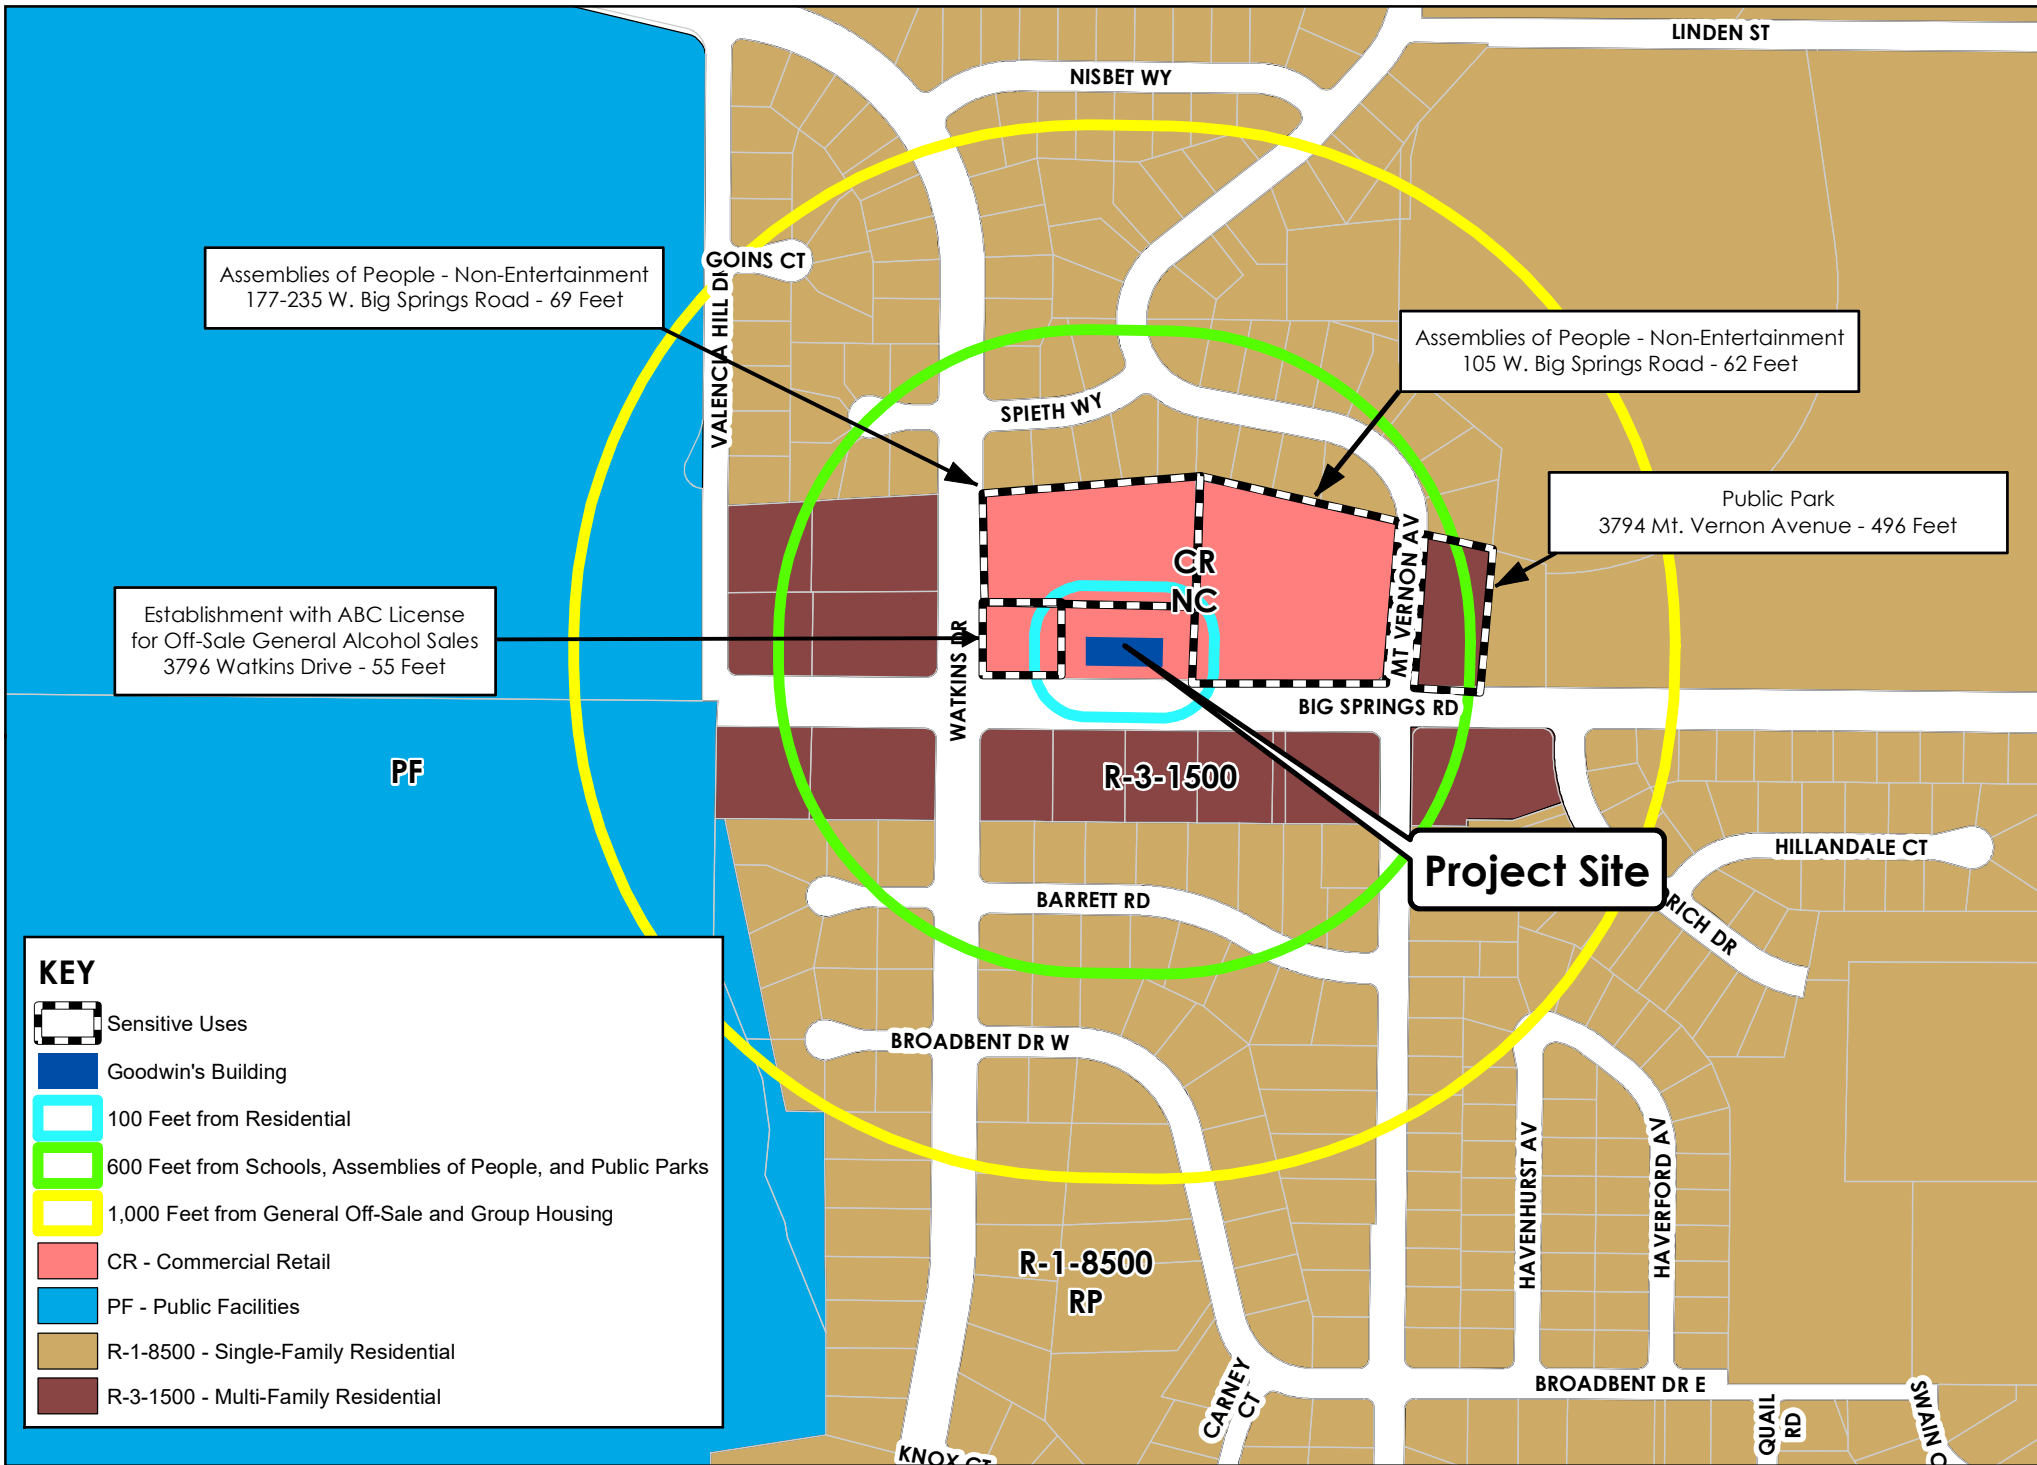 LINDEN ST
NISBET WY
GOINS CT
VALENCIA HILL DR
Assemblies of People - Non-Entertainment
177-235 W. Big Springs Road - 69 Feet
Assemblies of People - Non-Entertainment
105 W. Big Springs Road - 62 Feet
SPIETH WY
Public Park
3794 Mt. Vernon Avenue - 496 Feet
CR
NC
MT VERNON AV
Establishment with ABC License
for Off-Sale General Alcohol Sales
3796 Watkins Drive - 55 Feet
WATKINS DR
BIG SPRINGS RD
PF
R-3-1500
Project Site
HILLANDALE CT
RICH DR
BARRETT RD
BROADBENT DR W
HAVENHURST AV
HAVERFORD AV
R-1-8500
RP
BROADBENT DR E
CARNEY
CT
QUAIL
RD
SWAIN C
KNOX CT
KEY
Sensitive Uses
Goodwin's Building
100 Feet from Residential
600 Feet from Schools, Assemblies of People, and Public Parks
1,000 Feet from General Off-Sale and Group Housing
CR - Commercial Retail
PF - Public Facilities
R-1-8500 - Single-Family Residential
R-3-1500 - Multi-Family Residential